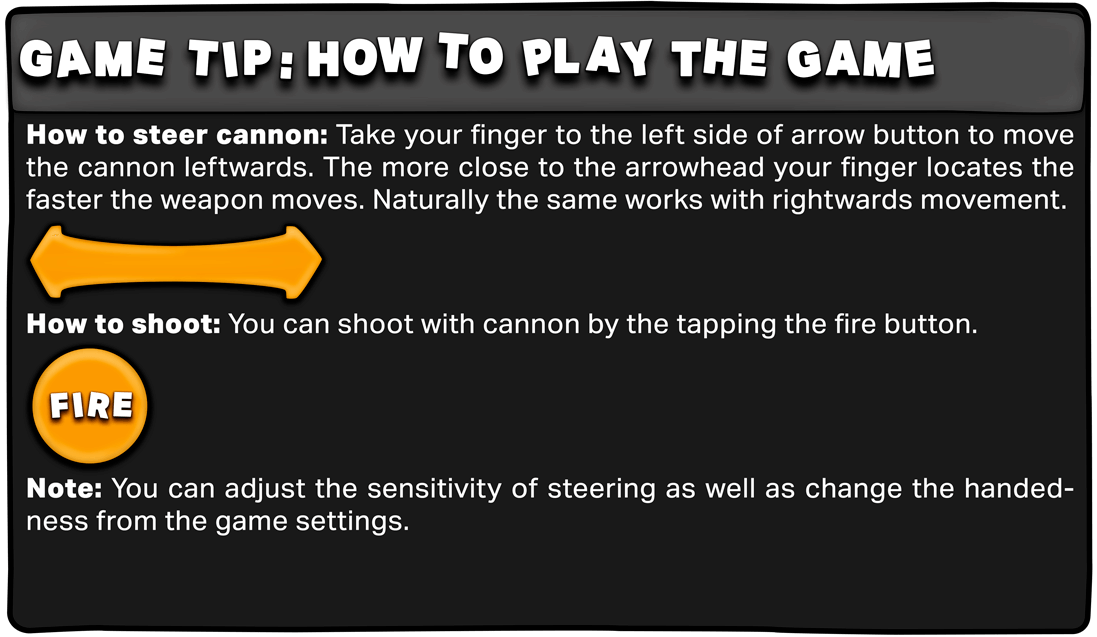 GAME TIP: HOW TO PLAY THE GAME
How to steer cannon: Take your finger to the left side of arrow button to move
the cannon leftwards. The more close to the arrowhead your finger locates the
faster the weapon moves. Naturally the same works with rightwards movement.
How to shoot: You can shoot with cannon by the tapping the fire button.
FIRE
Note: You can adjust the sensitivity of steering as well as change the handed-
ness from the game settings.